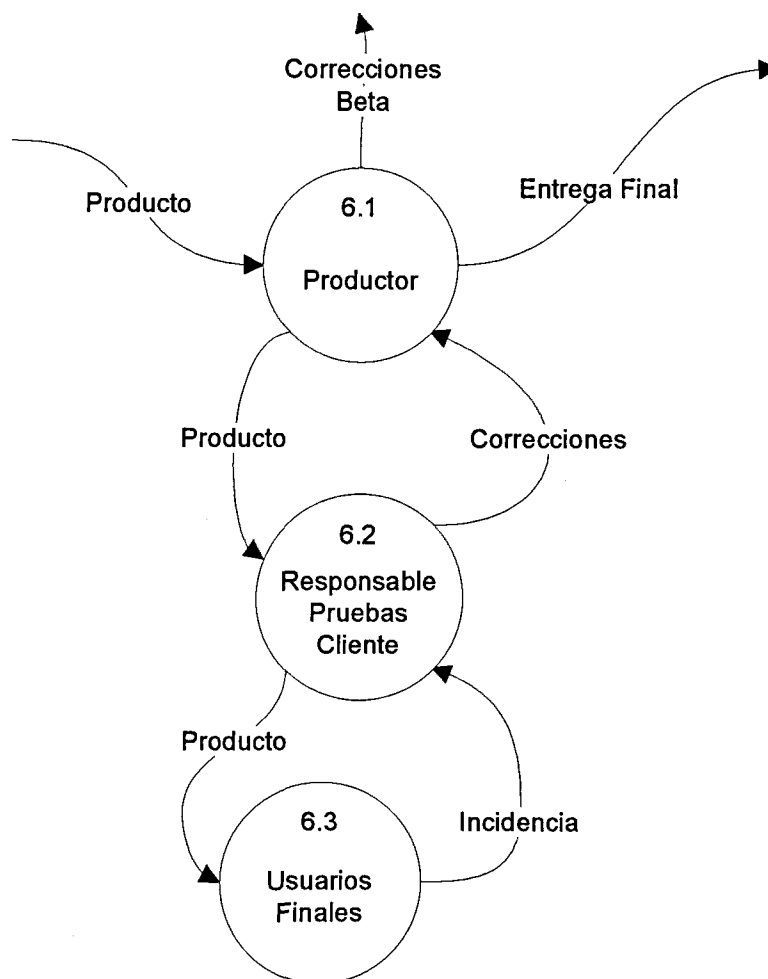 Correcciones
Beta
Producto
Entrega Final
6.1
Productor
Producto
Correcciones
6.2
Responsable
Pruebas
Cliente
Producto
Incidencia
6.3
Usuarios
Finales